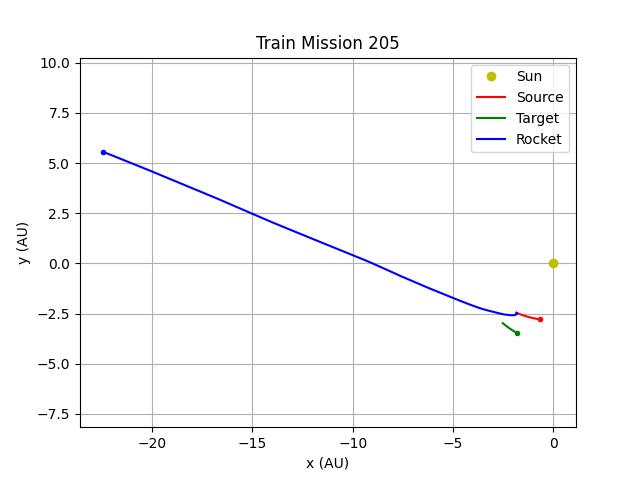 Train Mission 205
10.0
7.5
5.0
2.5
0.0
−2.5
−5.0
−7.5
y (AU)
Sun
Source
Target
Rocket
−20
−15
−10
−5
0
x (AU)